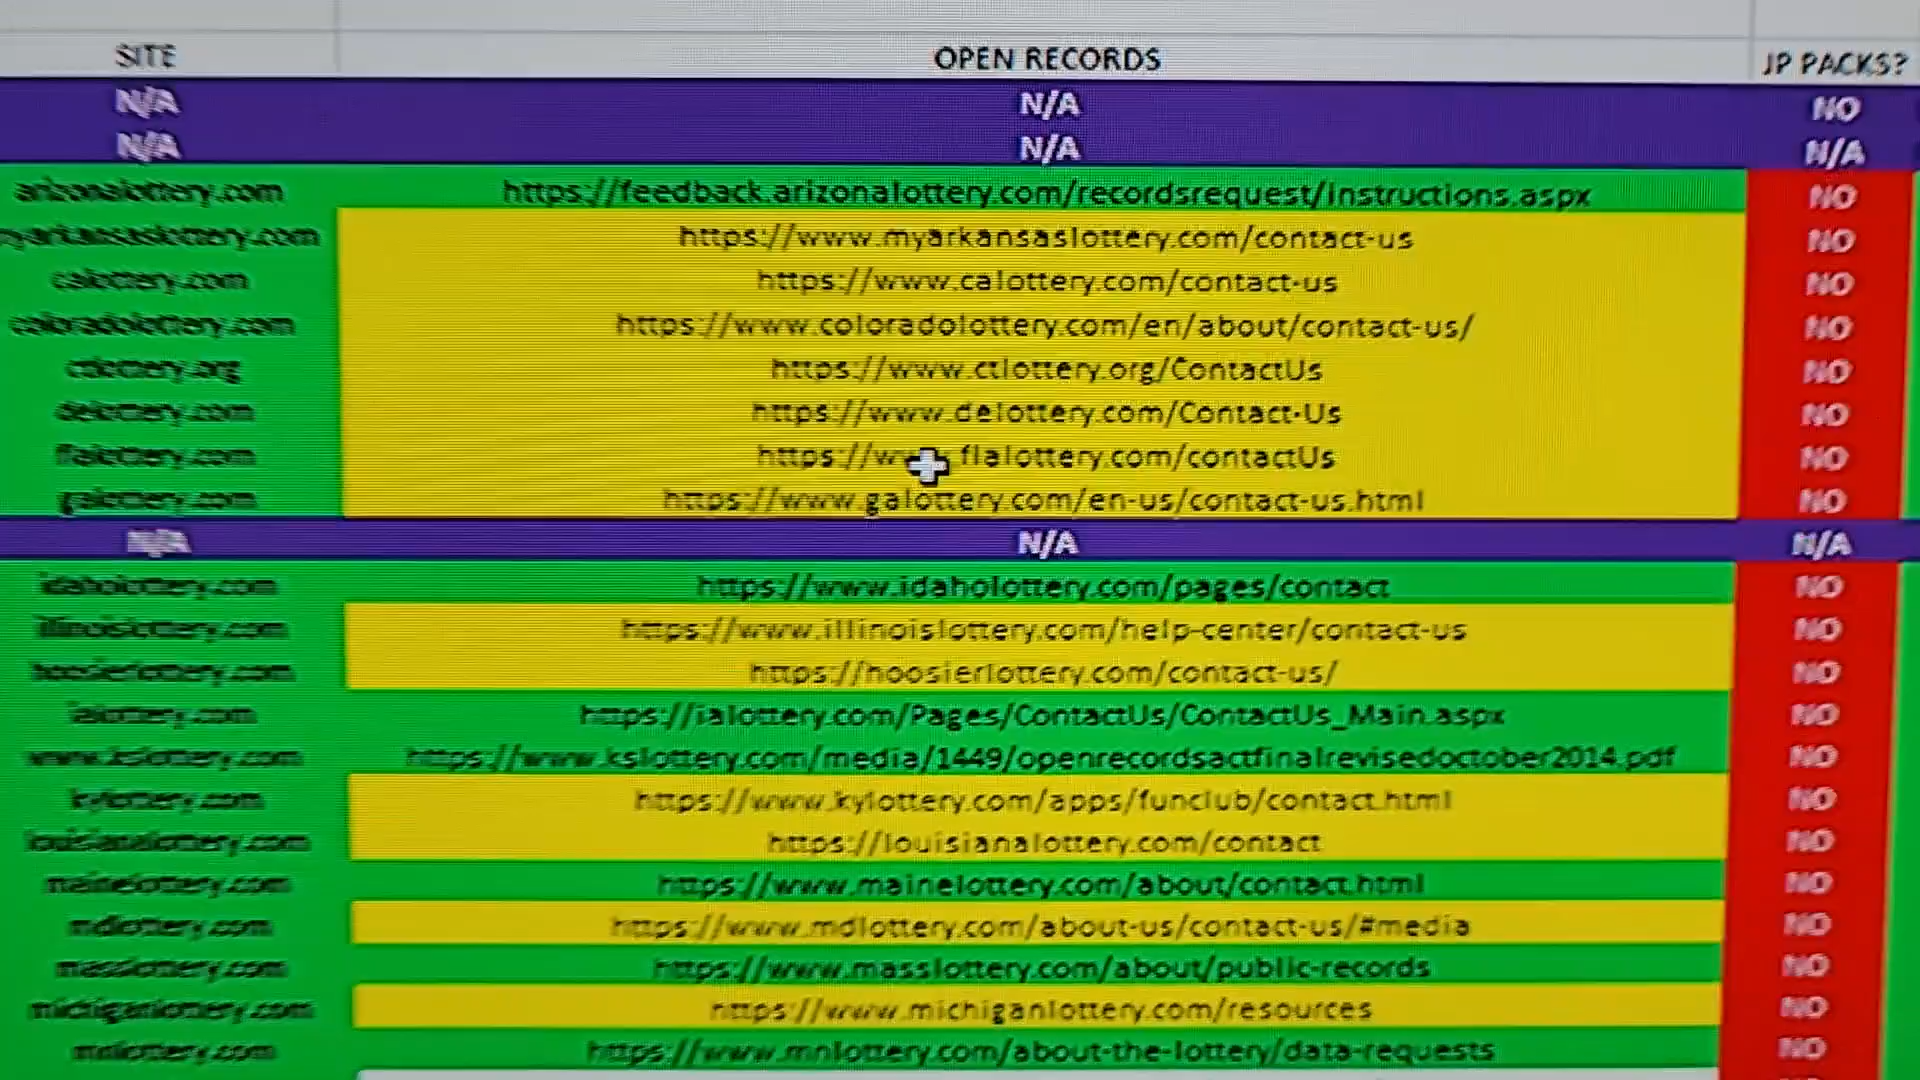 SITE OPEN RECORDS JP PACKS?
N/A N/A NO
N/A N/A N/A
arizonalottery.com https://feedback.arizonalottery.com/recordsrequest/instructions.aspx NO
myarkansaslottery.com https://www.myarkansaslottery.com/contact-us NO
calottery.com https://www.calottery.com/contact-us NO
coloradolottery.com https://www.coloradolottery.com/en/about/contact-us/ NO
ctlottery.org https://www.ctlottery.org/ContactUs NO
delottery.com https://www.delottery.com/Contact-Us NO
flalottery.com https://www.flalottery.com/contactUs NO
galottery.com https://www.galottery.com/en-us/contact-us.html NO
N/A N/A N/A
idaholottery.com https://www.idaholottery.com/pages/contact NO
illinoislottery.com https://www.illinoislottery.com/help-center/contact-us NO
hoosierlottery.com https://hoosierlottery.com/contact-us/ NO
ialottery.com https://ialottery.com/Pages/ContactUs/ContactUs_Main.aspx NO
www.kslottery.com https://www.kslottery.com/media/1449/openrecordsactfinalrevisedoctober2014.pdf NO
kylottery.com https://www.kylottery.com/apps/funclub/contact.html NO
louisianalottery.com https://louisianalottery.com/contact NO
mainelottery.com https://www.mainelottery.com/about/contact.html NO
mdlottery.com https://www.mdlottery.com/about-us/contact-us/#media NO
masslottery.com https://www.masslottery.com/about/public-records NO
michiganlottery.com https://www.michiganlottery.com/resources NO
mnlottery.com https://www.mnlottery.com/about-the-lottery/data-requests NO